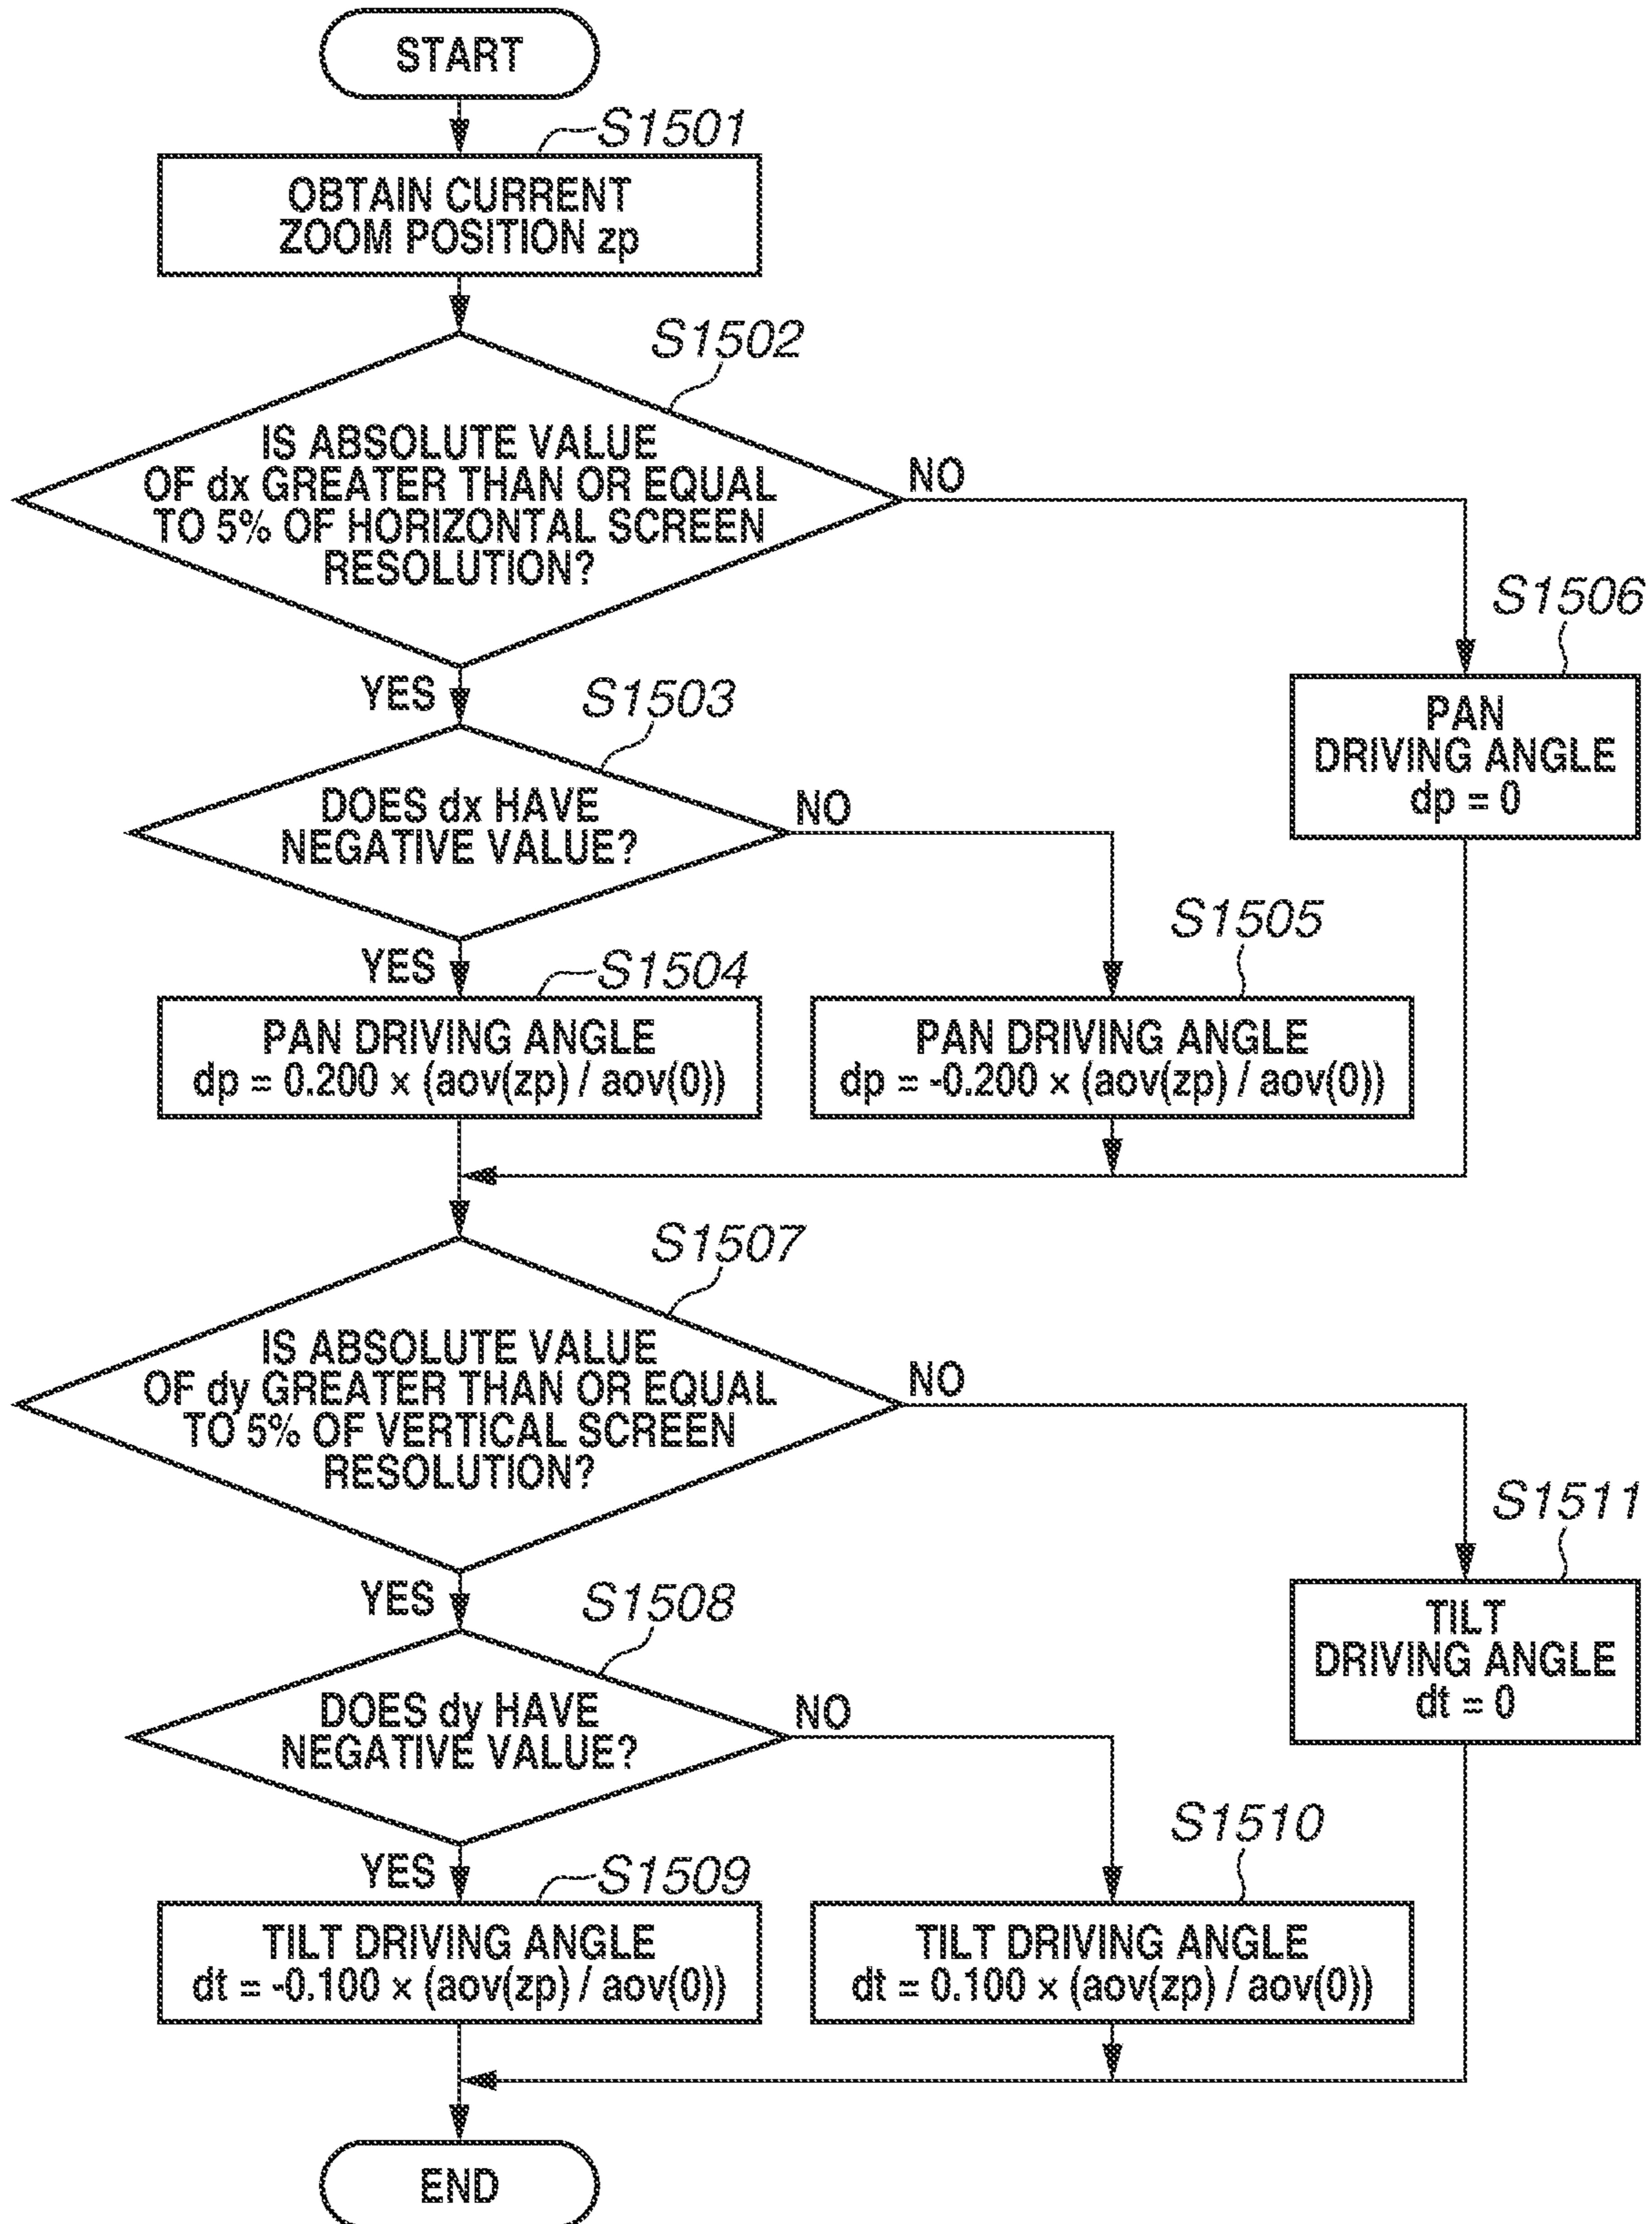 START
S1501
OBTAIN CURRENT
ZOOM POSITION zp
S1502
IS ABSOLUTE VALUE
OF dx GREATER THAN OR EQUAL
TO 5% OF HORIZONTAL SCREEN
RESOLUTION?
NO
YES
S1506
PAN
DRIVING ANGLE
dp = 0
S1503
DOES dx HAVE
NEGATIVE VALUE?
NO
YES
S1504
PAN DRIVING ANGLE
dp = 0.200 × (aov(zp) / aov(0))
S1505
PAN DRIVING ANGLE
dp = -0.200 × (aov(zp) / aov(0))
S1507
IS ABSOLUTE VALUE
OF dy GREATER THAN OR EQUAL
TO 5% OF VERTICAL SCREEN
RESOLUTION?
NO
YES
S1511
TILT
DRIVING ANGLE
dt = 0
S1508
DOES dy HAVE
NEGATIVE VALUE?
NO
YES
S1509
TILT DRIVING ANGLE
dt = -0.100 × (aov(zp) / aov(0))
S1510
TILT DRIVING ANGLE
dt = 0.100 × (aov(zp) / aov(0))
END